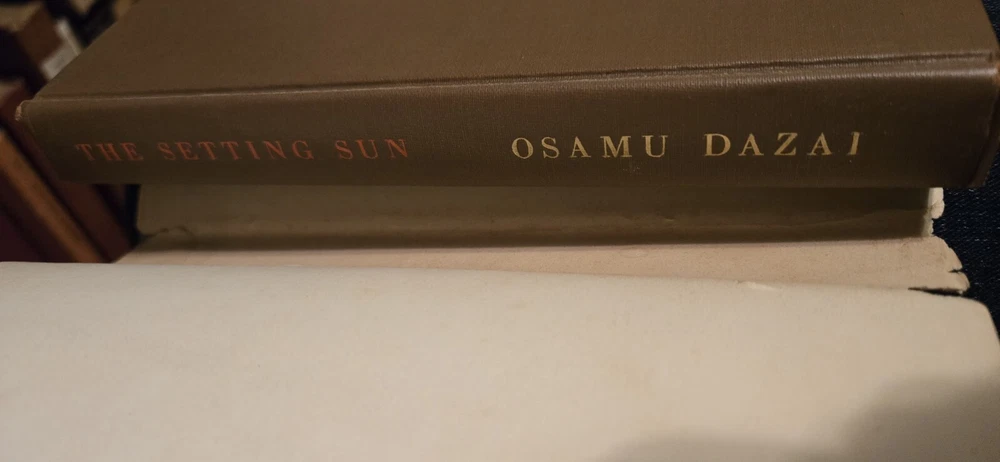 THE SETTING SUN OSAMU DAZAI